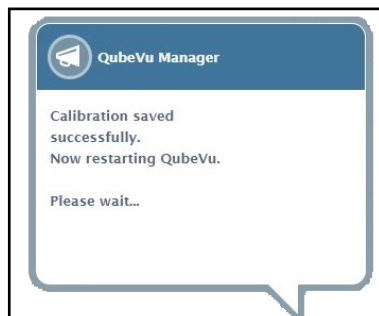 QubeVu Manager
Calibration saved
successfully.
Now restarting QubeVu.
Please wait...